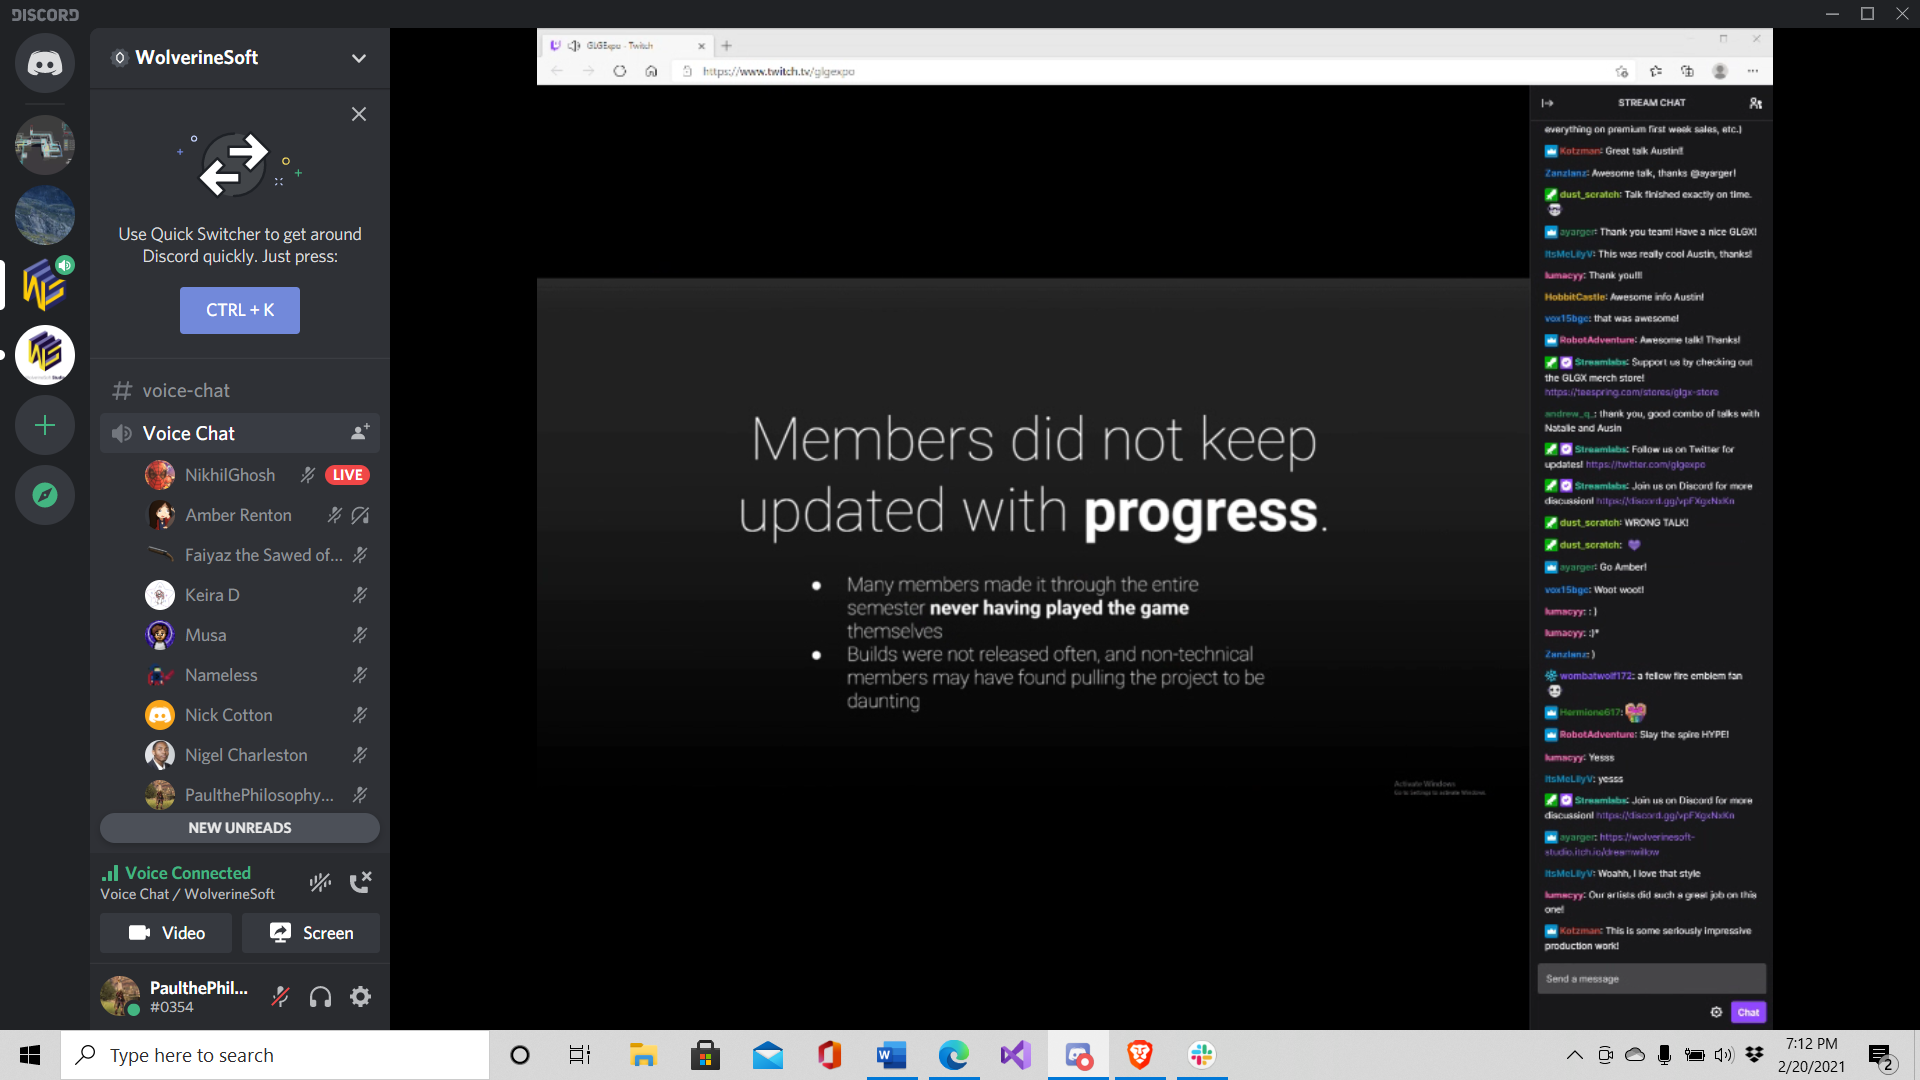 DISCORD
WolverineSoft
Use Quick Switcher to get around
Discord quickly. Just press:
CTRL + K
voice-chat
Voice Chat
NikhilGhosh
LIVE
Amber Renton
Faiyaz the Sawed of...
Keira D
Musa
Nameless
Nick Cotton
Nigel Charleston
PaulthePhilosophy...
NEW UNREADS
Voice Connected
Voice Chat / WolverineSoft
Video
Screen
PaulthePhil...
#0354
GLGExpo - Twitch
https://www.twitch.tv/glgexpo
Members did not keep
updated with progress.
Many members made it through the entire
semester never having played the game
themselves
Builds were not released often, and non-technical
members may have found pulling the project to be
daunting
Activate Windows
Go to Settings to activate Windows.
STREAM CHAT
everything on premium first week sales, etc.)
Kotzman: Great talk Austin!!
Zanzlanz: Awesome talk, thanks @ayarger!
dust_scratch: Talk finished exactly on time.
ayarger: Thank you team! Have a nice GLGX!
ItsMeLilyV: This was really cool Austin, thanks!
lumacyy: Thank you!!!
HobbitCastle: Awesome info Austin!
vox15bgc: that was awesome!
RobotAdventure: Awesome talk! Thanks!
Streamlabs: Support us by checking out
the GLGX merch store!
https://teespring.com/stores/glgx-store
andrew_q_: thank you, good combo of talks with
Natalie and Ausin
Streamlabs: Follow us on Twitter for
updates! https://twitter.com/glgexpo
Streamlabs: Join us on Discord for more
discussion! https://discord.gg/vpFXgxNxKn
dust_scratch: WRONG TALK!
dust_scratch:
ayarger: Go Amber!
vox15bgc: Woot woot!
lumacyy: : )
lumacyy: :)*
Zanzlanz: )
wombatwolf172: a fellow fire emblem fan
Hermione617:
RobotAdventure: Slay the spire HYPE!
lumacyy: Yesss
ItsMeLilyV: yesss
Streamlabs: Join us on Discord for more
discussion! https://discord.gg/vpFXgxNxKn
ayarger: https://wolverinesoft-
studio.itch.io/dreamwillow
ItsMeLilyV: Woahh, I love that style
lumacyy: Our artists did such a great job on this
one!
Kotzman: This is some seriously impressive
production work!
Send a message
Chat
Type here to search
7:12 PM
2/20/2021
2